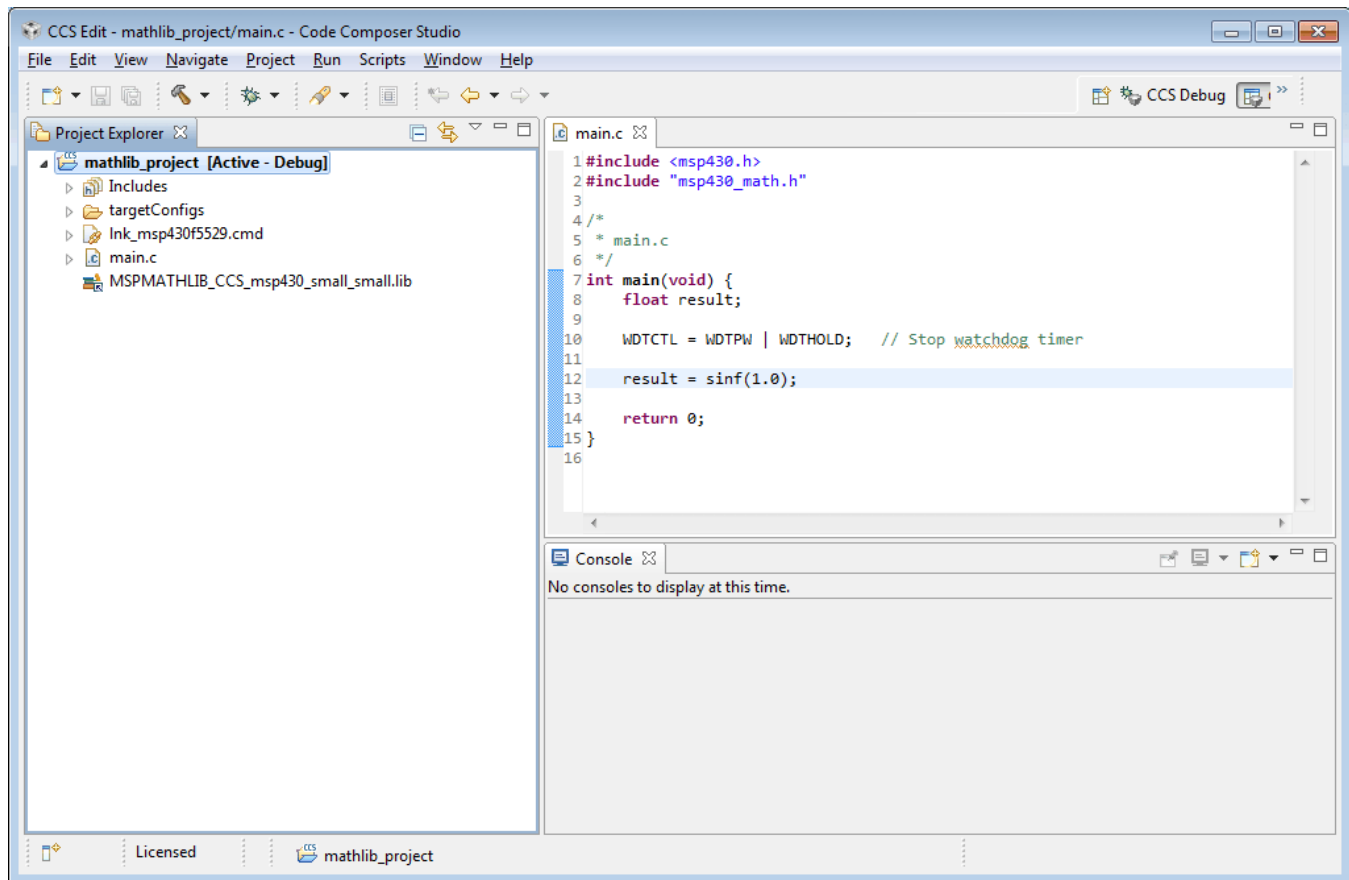 CCS Edit - mathlib_project/main.c - Code Composer Studio
File Edit View Navigate Project Run Scripts Window Help
CCS Debug
Project Explorer
mathlib_project [Active - Debug]
Includes
targetConfigs
lnk_msp430f5529.cmd
main.c
MSPMATHLIB_CCS_msp430_small_small.lib
main.c
1 #include <msp430.h>
2 #include "msp430_math.h"
3
4 /*
5  * main.c
6  */
7 int main(void) {
8     float result;
9
10     WDTCTL = WDTPW | WDTHOLD;   // Stop watchdog timer
11
12     result = sinf(1.0);
13
14     return 0;
15 }
16
Console
No consoles to display at this time.
Licensed
mathlib_project